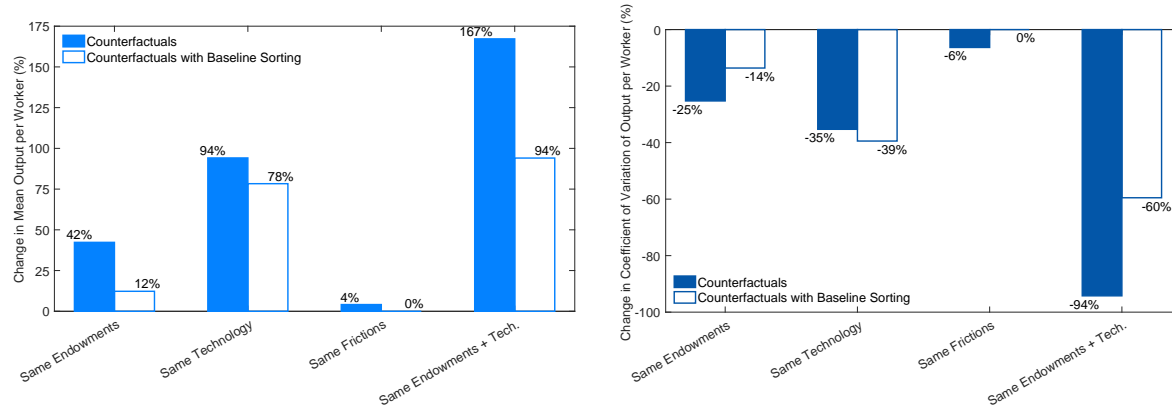 Change in Mean Output per Worker (%)
175
150
125
100
75
50
25
0
Counterfactuals
Counterfactuals with Baseline Sorting
42%
12%
94%
78%
4%
0%
167%
94%
Same Endowments
Same Technology
Same Frictions
Same Endowments + Tech.
Change in Coefficient of Variation of Output per Worker (%)
0
-20
-40
-60
-80
-100
-25%
-14%
-35%
-39%
-6%
0%
-94%
-60%
Counterfactuals
Counterfactuals with Baseline Sorting
Same Endowments
Same Technology
Same Frictions
Same Endowments + Tech.